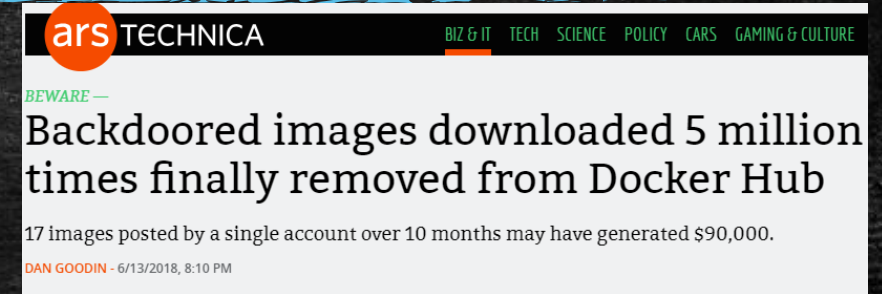 ars TECHNICA
BIZ & IT TECH SCIENCE POLICY CARS GAMING & CULTURE
BEWARE —
Backdoored images downloaded 5 million
times finally removed from Docker Hub
17 images posted by a single account over 10 months may have generated $90,000.
DAN GOODIN - 6/13/2018, 8:10 PM